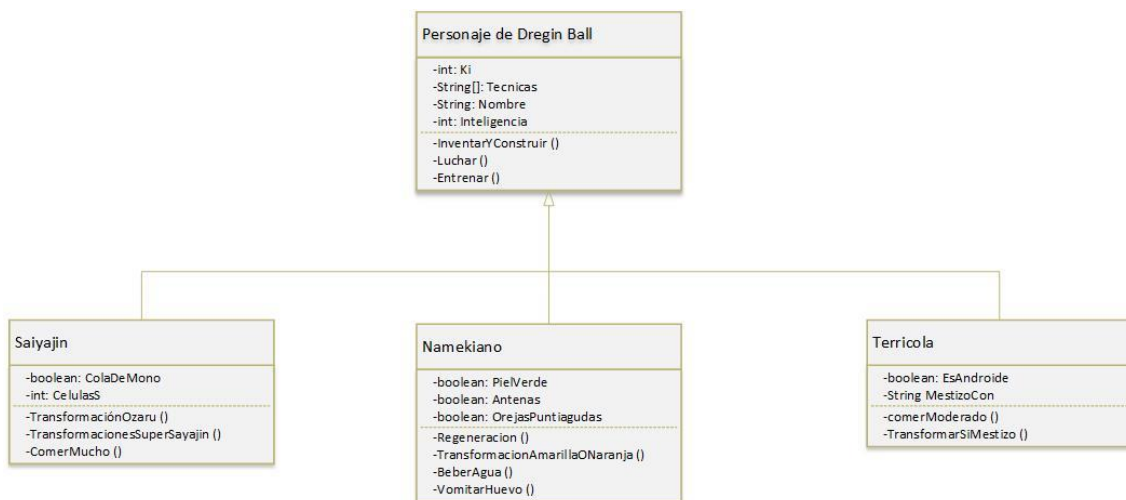 Personaje de Dregin Ball
-int: Ki
-String[]: Tecnicas
-String: Nombre
-int: Inteligencia
-InventarYConstruir ()
-Luchar ()
-Entrenar ()
Saiyajin
-boolean: ColaDeMono
-int: CelulasS
-TransformaciónOzaru ()
-TransformacionesSuperSayajin ()
-ComerMucho ()
Namekiano
-boolean: PielVerde
-boolean: Antenas
-boolean: OrejasPuntiagudas
-Regeneracion ()
-TransformacionAmarillaONaranja ()
-BeberAgua ()
-VomitarHuevo ()
Terricola
-boolean: EsAndroide
-String MestizoCon
-comerModerado ()
-TransformarSiMestizo ()